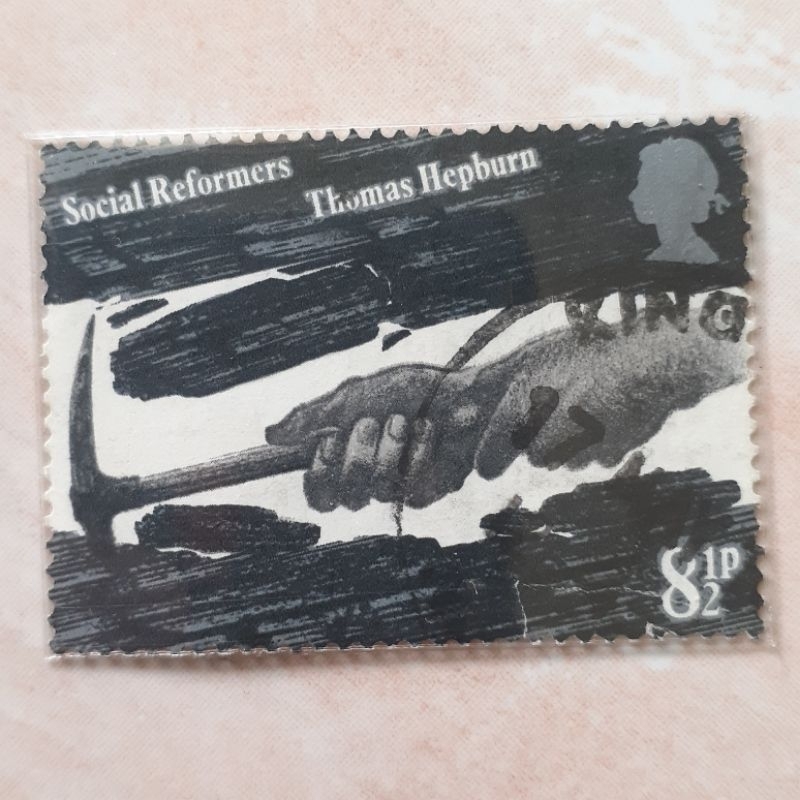 Social Reformers
Thomas Hepburn
KING
8½p